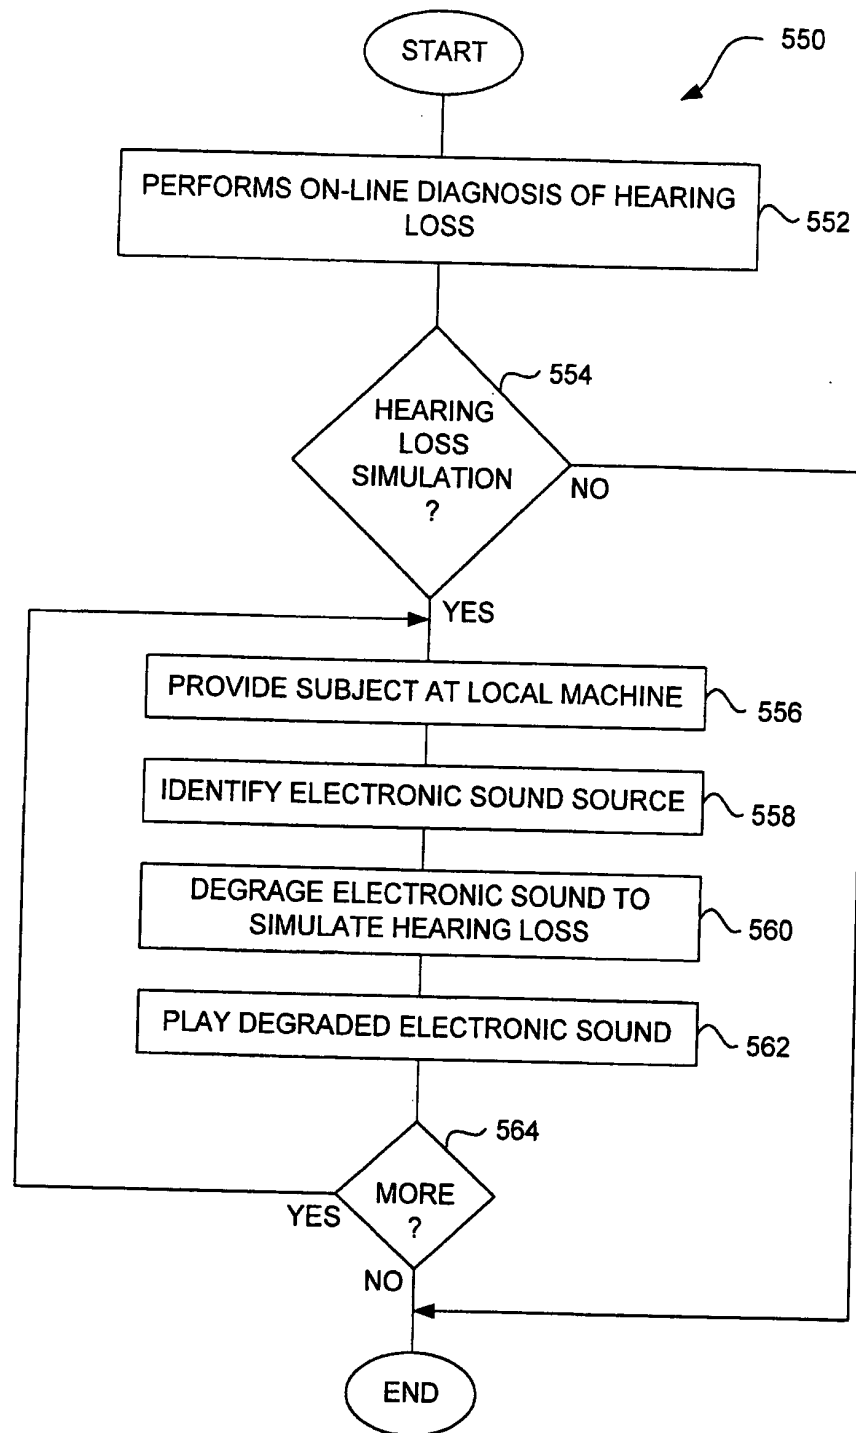 START
550
PERFORMS ON-LINE DIAGNOSIS OF HEARING
LOSS
552
554
HEARING
LOSS
SIMULATION
?
NO
YES
PROVIDE SUBJECT AT LOCAL MACHINE
556
IDENTIFY ELECTRONIC SOUND SOURCE
558
DEGRAGE ELECTRONIC SOUND TO
SIMULATE HEARING LOSS
560
PLAY DEGRADED ELECTRONIC SOUND
562
564
MORE
?
YES
NO
END